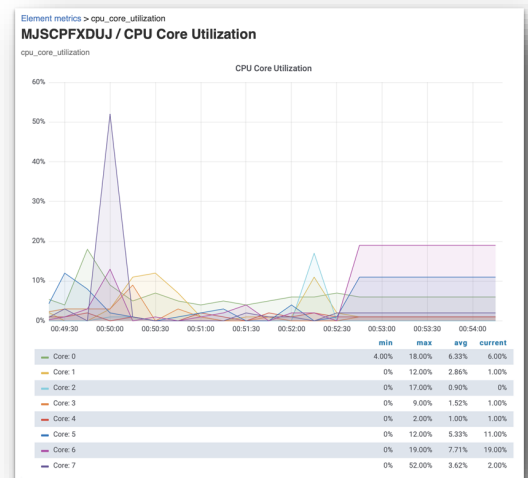 Element metrics > cpu_core_utilization
MJSCPFXDUJ / CPU Core Utilization
cpu_core_utilization
CPU Core Utilization
60%
50%
40%
30%
20%
10%
0%
00:49:30 00:50:00 00:50:30 00:51:00 00:51:30 00:52:00 00:52:30 00:53:00 00:53:30 00:54:00
min max avg current
Core: 0 4.00% 18.00% 6.33% 6.00%
Core: 1 0% 12.00% 2.86% 1.00%
Core: 2 0% 17.00% 0.90% 0%
Core: 3 0% 9.00% 1.52% 1.00%
Core: 4 0% 2.00% 1.00% 1.00%
Core: 5 0% 12.00% 5.33% 11.00%
Core: 6 0% 19.00% 7.71% 19.00%
Core: 7 0% 52.00% 3.62% 2.00%